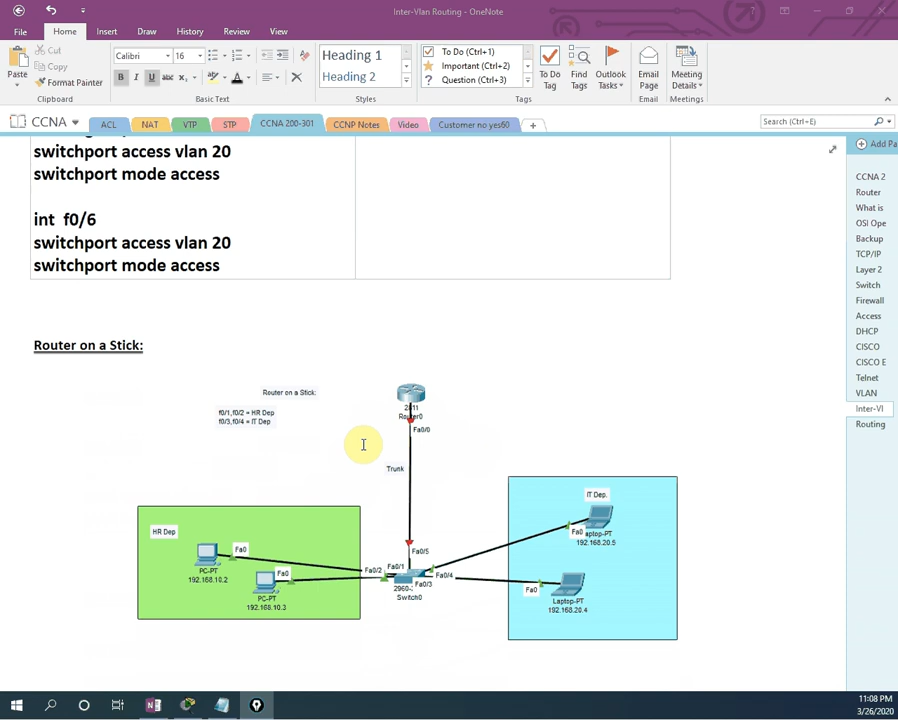 Inter-Vlan Routing - OneNote
File
Home
Insert
Draw
History
Review
View
Paste
Cut
Copy
Format Painter
Clipboard
Calibri
16
B I U abc
Basic Text
Heading 1
Heading 2
Styles
To Do (Ctrl+1)
Important (Ctrl+2)
Question (Ctrl+3)
Tags
To Do Tag
Find Tags
Outlook Tasks
Email Page
Email
Meeting Details
Meetings
CCNA
ACL
NAT
VTP
STP
CCNA 200-301
CCNP Notes
Video
Customer no yes60
Search (Ctrl+E)
switchport access vlan 20
switchport mode access
int f0/6
switchport access vlan 20
switchport mode access
Router on a Stick:
Router on a Stick:
f0/1,f0/2 = HR Dep
f0/3,f0/4 = IT Dep.
2811
Router0
Fa0/0
Trunk
HR Dep
Fa0
PC-PT
192.168.10.2
Fa0
PC-PT
192.168.10.3
Fa0/5
Fa0/2
Fa0/1
Fa0/4
Fa0/3
Switch0
IT Dep.
Fa0
aptop-PT
192.168.20.5
Fa0
Laptop-PT
192.168.20.4
Add Pa
CCNA 2
Router
What is
OSI Ope
Backup
TCP/IP
Layer 2
Switch
Firewall
Access
DHCP
CISCO
CISCO E
Telnet
VLAN
Inter-Vl
Routing
11:08 PM
3/26/2020